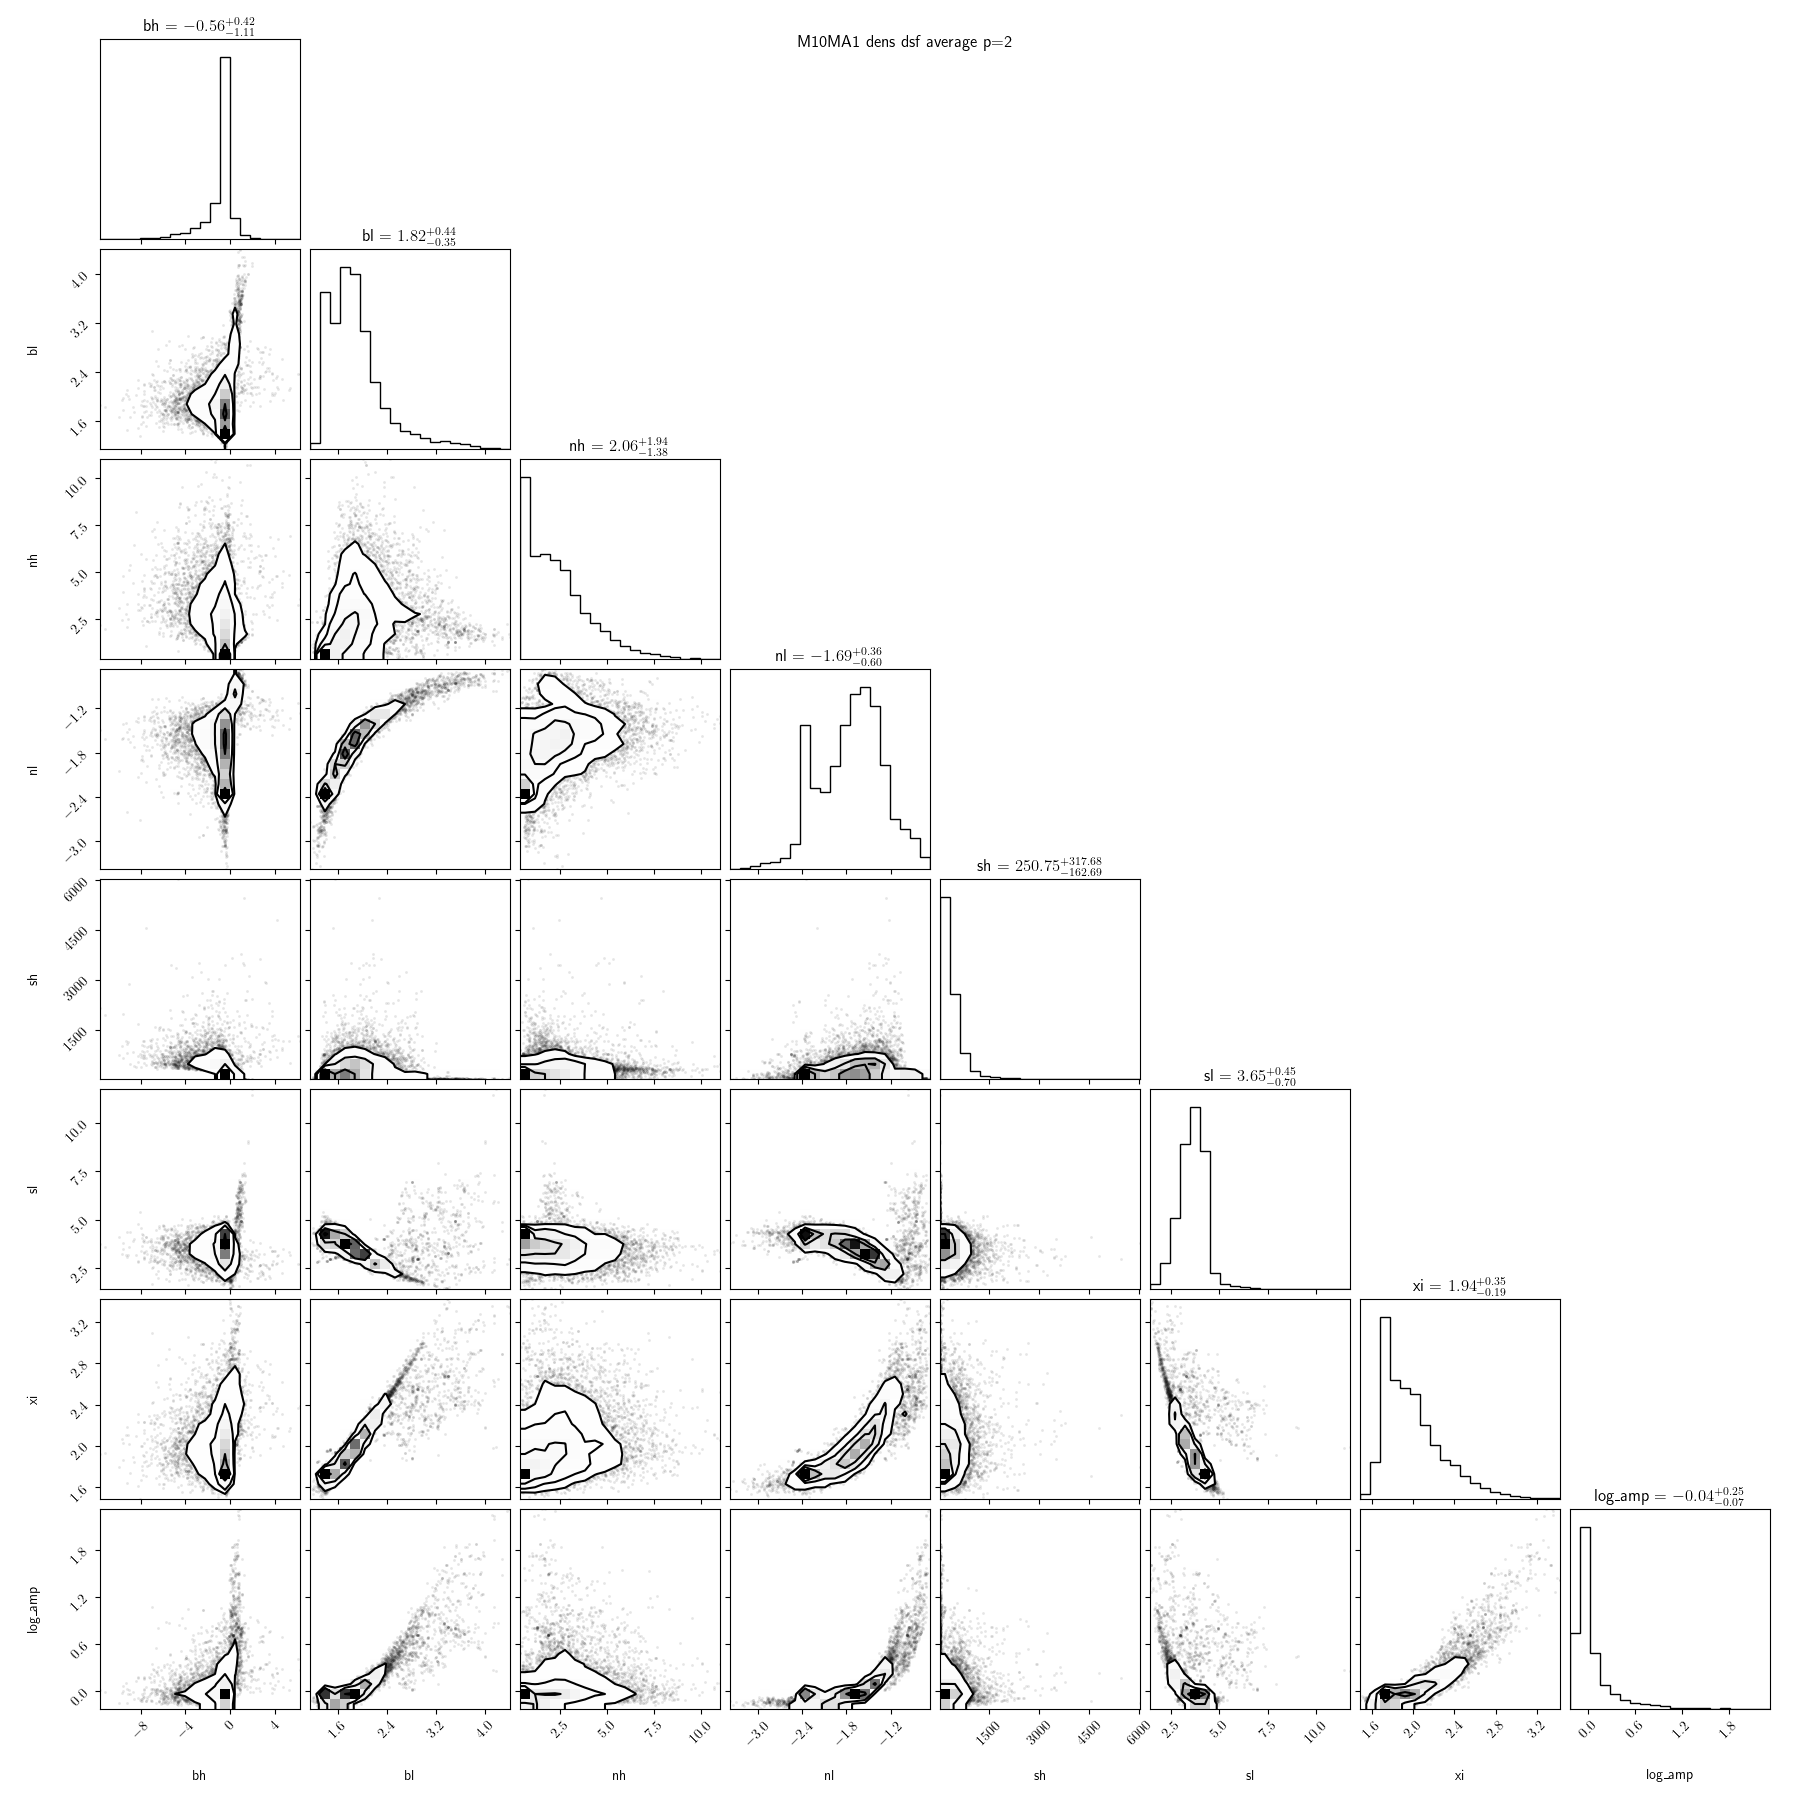 M10MA1 dens dsf average p=2
bh = −0.56 +0.42 −1.11
bl = 1.82 +0.44 −0.35
4.0
3.2
2.4
1.6
bl
nh = 2.06 +1.94 −1.38
10.0
7.5
5.0
2.5
nh
nl = −1.69 +0.36 −0.60
−1.2
−1.8
−2.4
−3.0
nl
sh = 250.75 +317.68 −162.69
6000
4500
3000
1500
sh
sl = 3.65 +0.45 −0.70
10.0
7.5
5.0
2.5
sl
xi = 1.94 +0.35 −0.19
3.2
2.8
2.4
2.0
1.6
xi
log_amp = −0.04 +0.25 −0.07
1.8
1.2
0.6
0.0
log_amp
−8 −4 0 4
1.6 2.4 3.2 4.0
2.5 5.0 7.5 10.0
−3.0 −2.4 −1.8 −1.2
1500 3000 4500 6000
2.5 5.0 7.5 10.0
1.6 2.0 2.4 2.8 3.2
0.0 0.6 1.2 1.8
bh bl nh nl sh sl xi log_amp